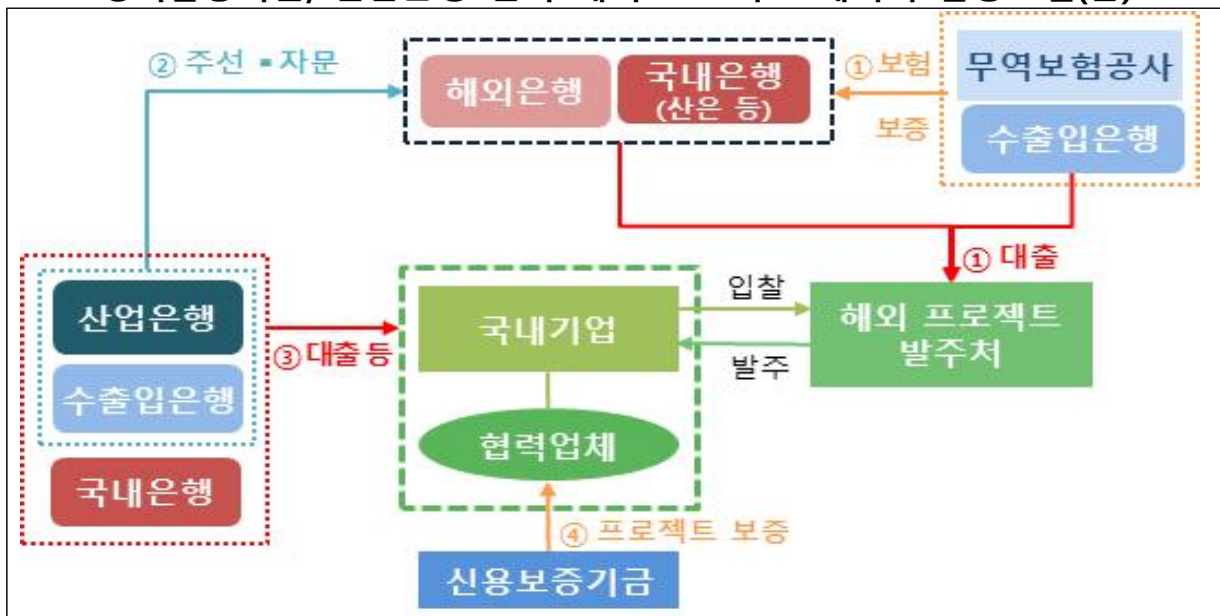 ② 주선 ▪ 자문
해외은행
국내은행
(산은 등)
① 보험
보증
무역보험공사
수출입은행
① 대출
산업은행
수출입은행
국내은행
③ 대출 등
국내기업
협력업체
입찰
발주
해외 프로젝트
발주처
④ 프로젝트 보증
신용보증기금